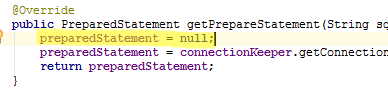 @Override
public PreparedStatement getPrepareStatement(String sq
preparedStatement = null;
preparedStatement = connectionKeeper.getConnection
return preparedStatement;
}